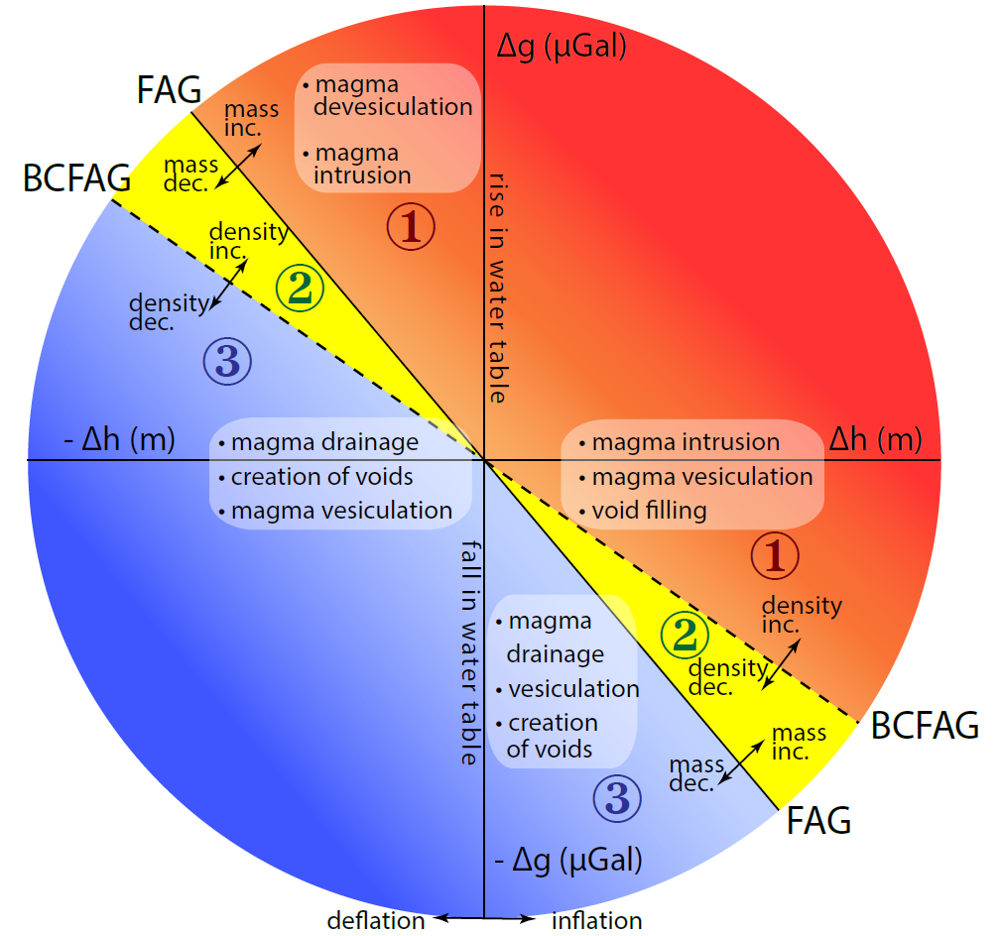 Δg (μGal)
FAG
• magma
devesiculation
• magma
intrusion
mass
inc.
mass
dec.
BCFAG
rise in water table
1
density
inc.
2
density
dec.
3
- Δh (m)
Δh (m)
• magma drainage
• creation of voids
• magma vesiculation
• magma intrusion
• magma vesiculation
• void filling
fall in water table
1
• magma
drainage
• vesiculation
• creation
of voids
density
inc.
2
density
dec.
BCFAG
mass
inc.
mass
dec.
3
FAG
- Δg (μGal)
deflation
inflation